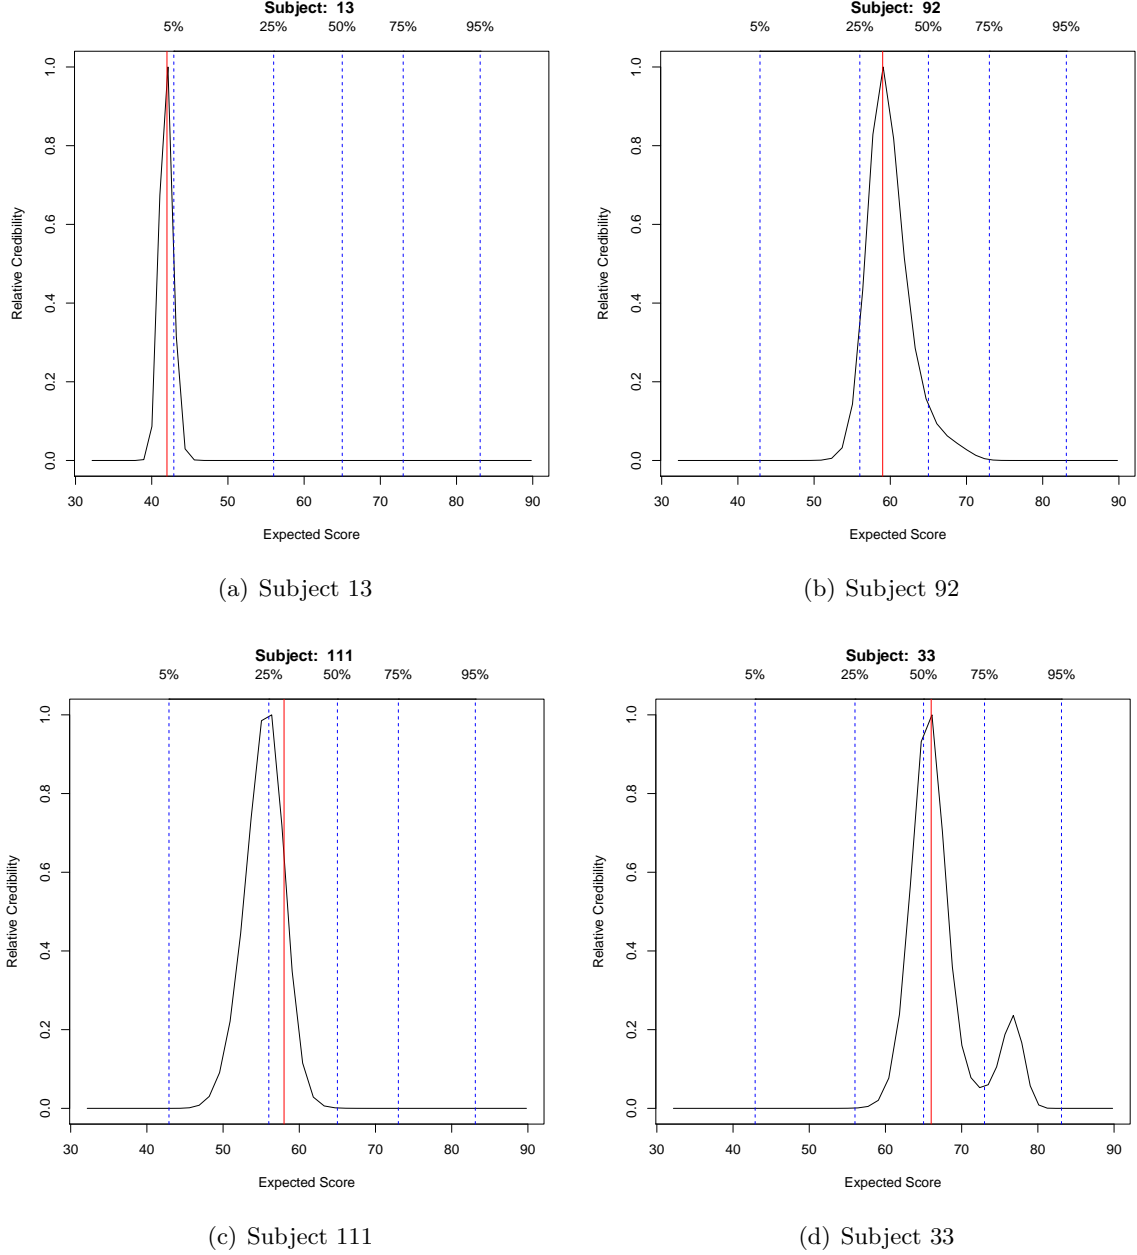 Subject: 13
5% 25% 50% 75% 95%
Relative Credibility
0.0 0.2 0.4 0.6 0.8 1.0
30 40 50 60 70 80 90
Expected Score
(a) Subject 13
Subject: 92
5% 25% 50% 75% 95%
Relative Credibility
0.0 0.2 0.4 0.6 0.8 1.0
30 40 50 60 70 80 90
Expected Score
(b) Subject 92
Subject: 111
5% 25% 50% 75% 95%
Relative Credibility
0.0 0.2 0.4 0.6 0.8 1.0
30 40 50 60 70 80 90
Expected Score
(c) Subject 111
Subject: 33
5% 25% 50% 75% 95%
Relative Credibility
0.0 0.2 0.4 0.6 0.8 1.0
30 40 50 60 70 80 90
Expected Score
(d) Subject 33